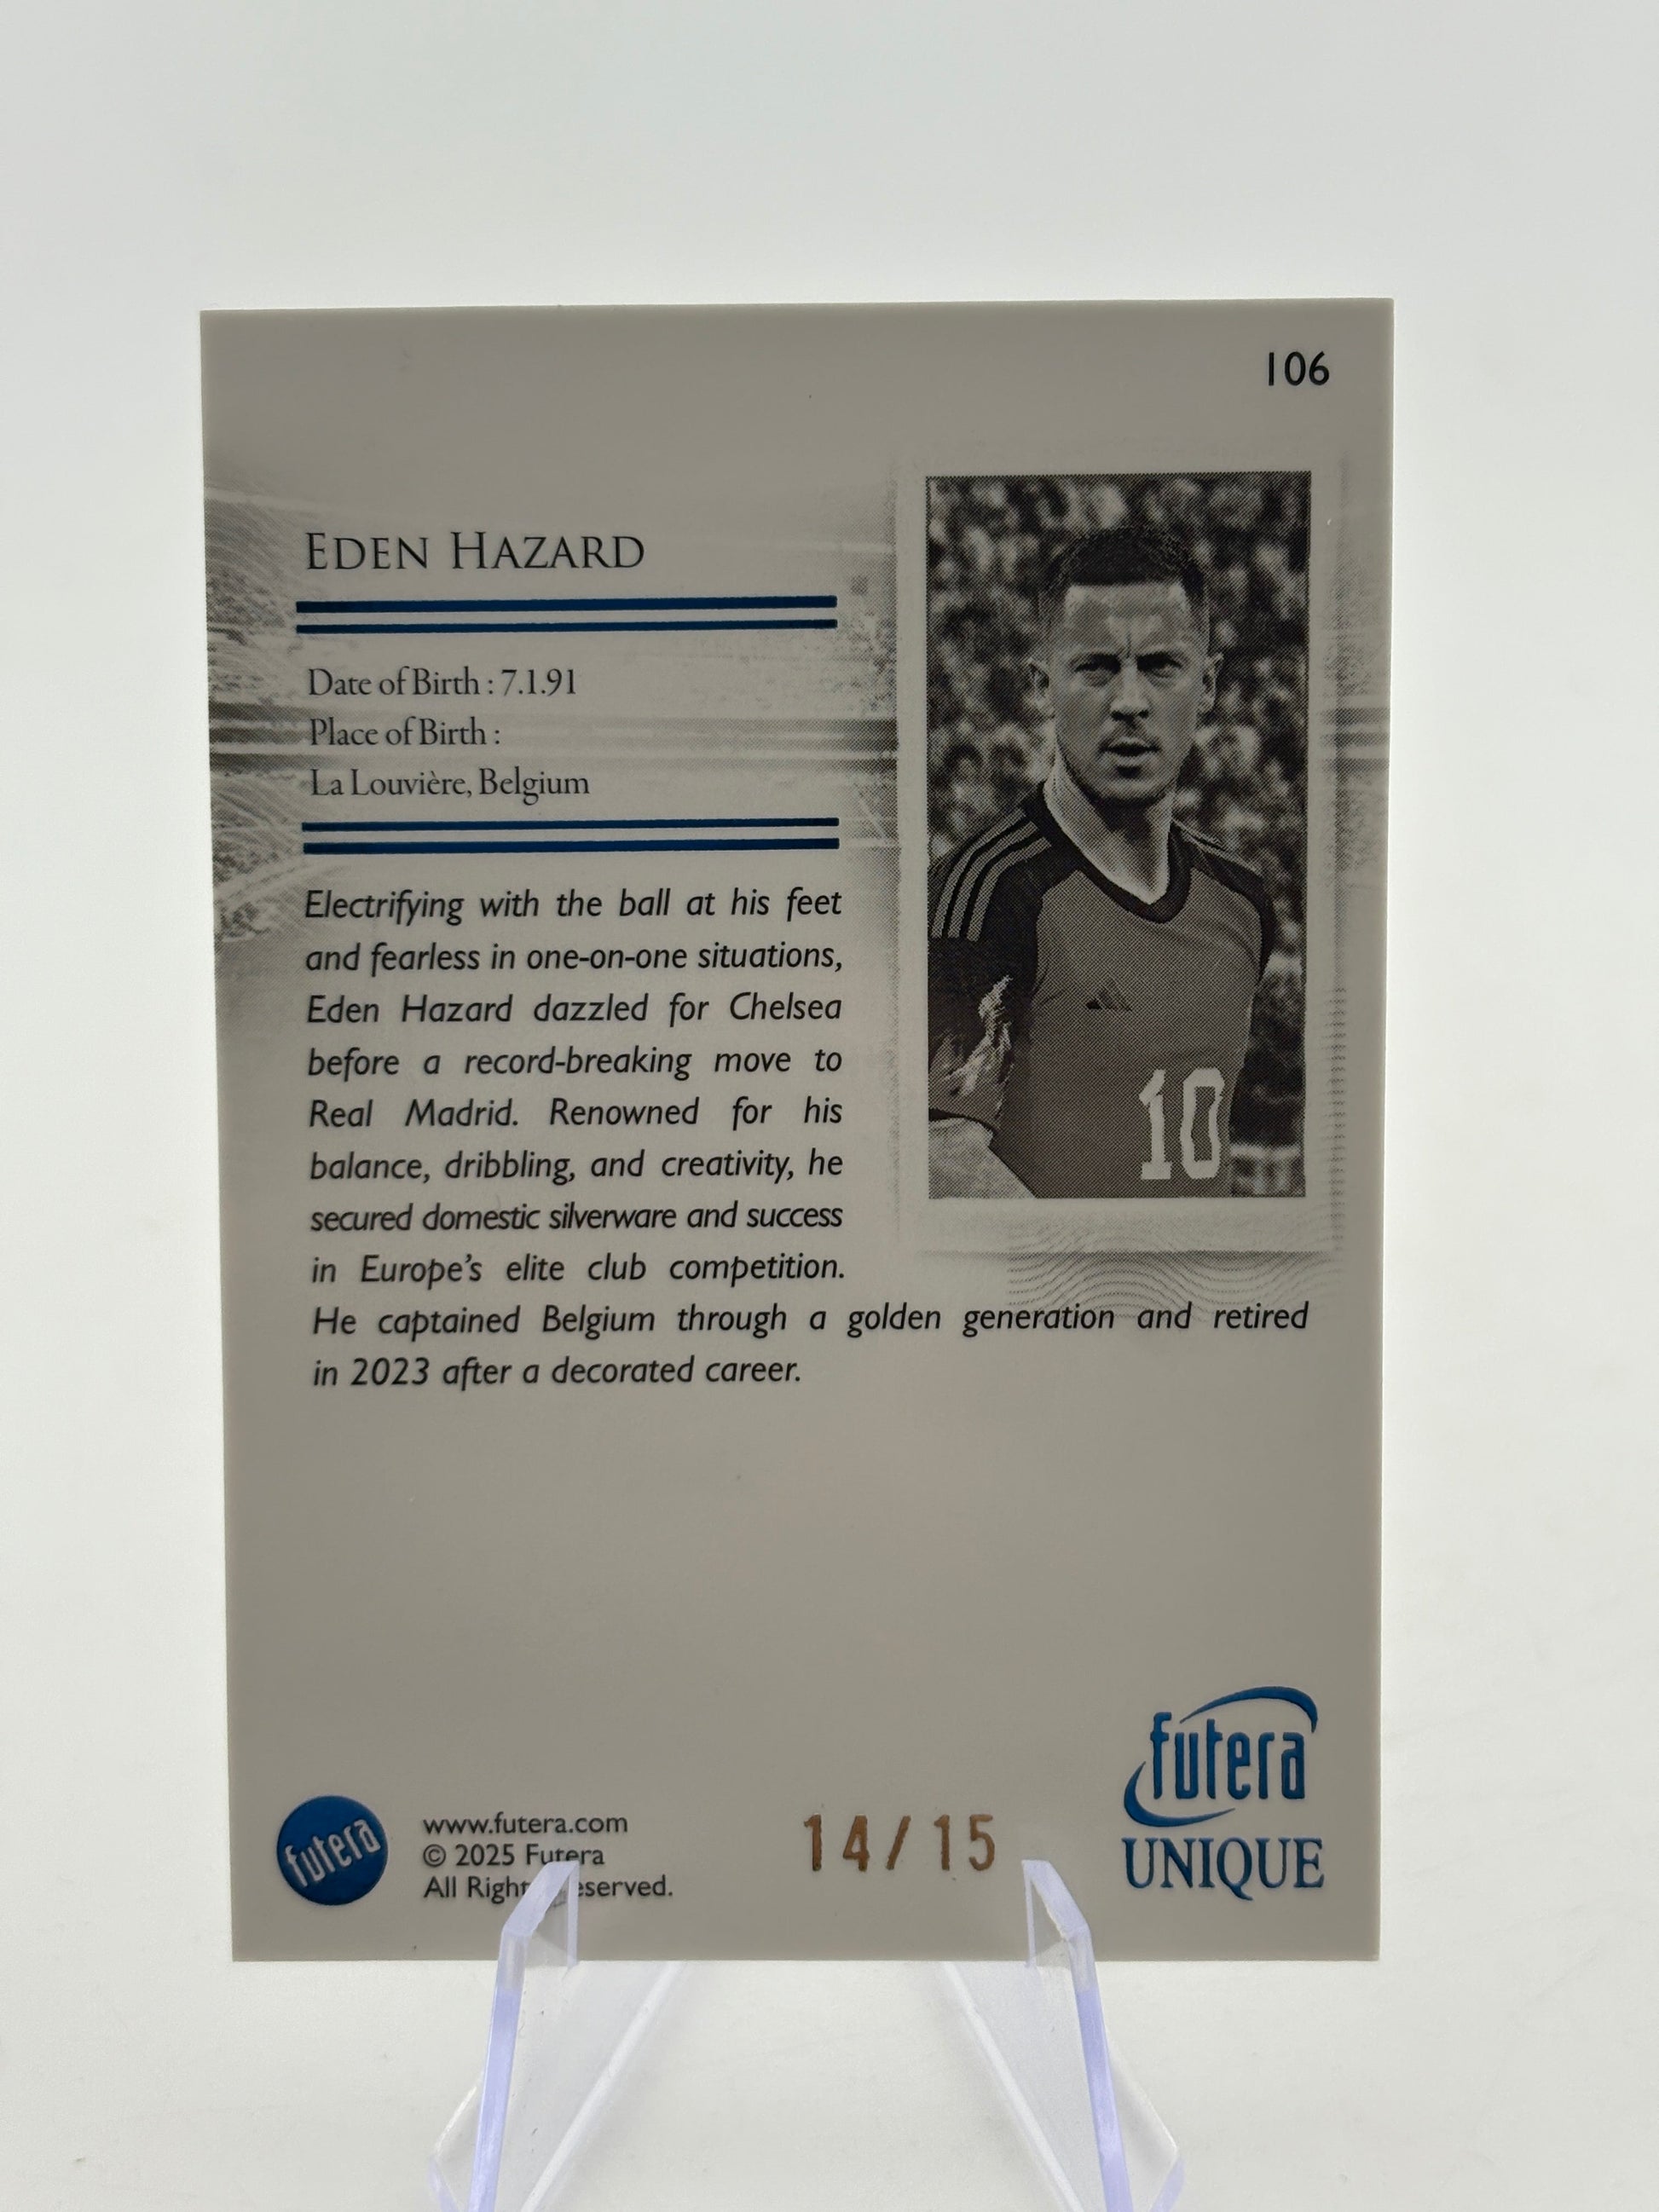 106
EDEN HAZARD
Date of Birth : 7.1.91
Place of Birth :
La Louvière, Belgium
Electrifying with the ball at his feet
and fearless in one-on-one situations,
Eden Hazard dazzled for Chelsea
before a record-breaking move to
Real Madrid. Renowned for his
balance, dribbling, and creativity, he
secured domestic silverware and success
in Europe's elite club competition.
He captained Belgium through a golden generation and retired
in 2023 after a decorated career.
10
futera
www.futera.com
© 2025 Futera
All Rights Reserved.
14/15
futera
UNIQUE